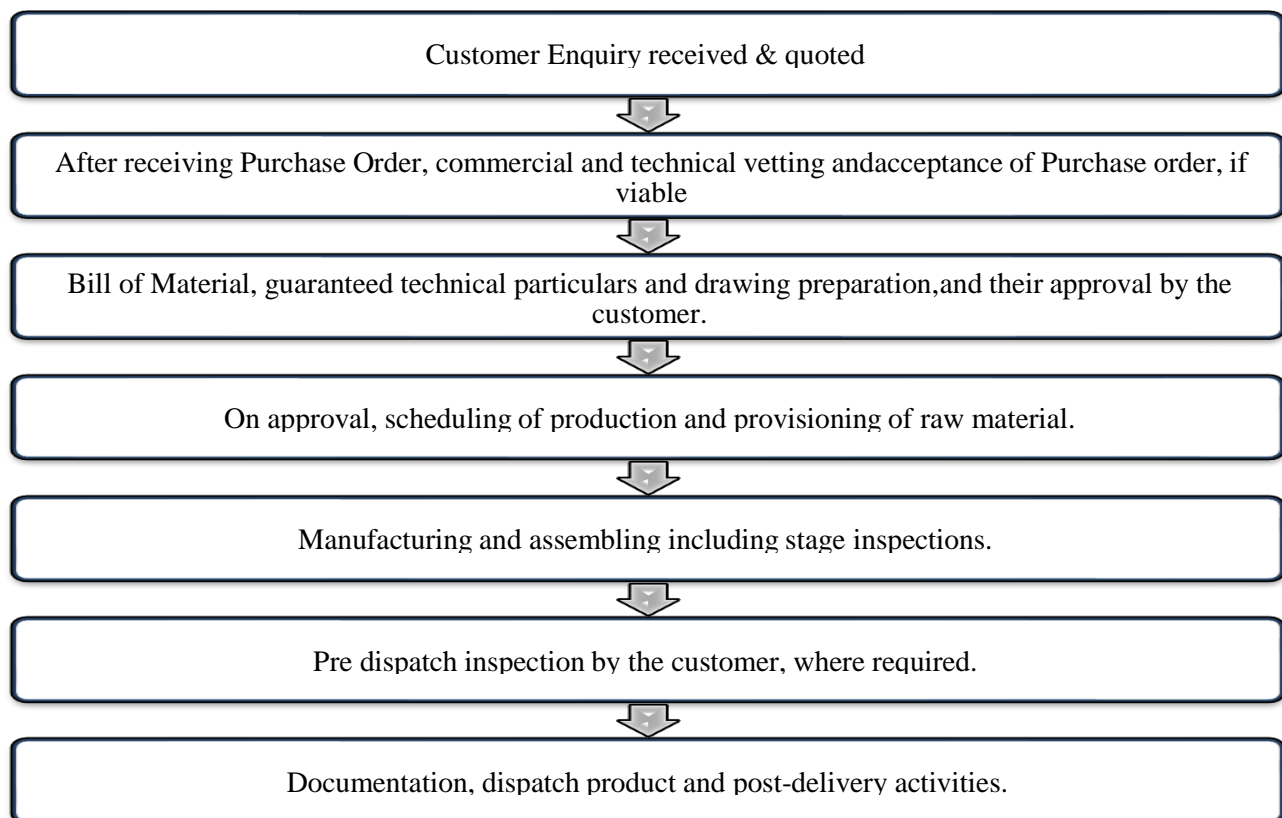 Customer Enquiry received & quoted
After receiving Purchase Order, commercial and technical vetting andacceptance of Purchase order, if
viable
Bill of Material, guaranteed technical particulars and drawing preparation,and their approval by the
customer.
On approval, scheduling of production and provisioning of raw material.
Manufacturing and assembling including stage inspections.
Pre dispatch inspection by the customer, where required.
Documentation, dispatch product and post-delivery activities.